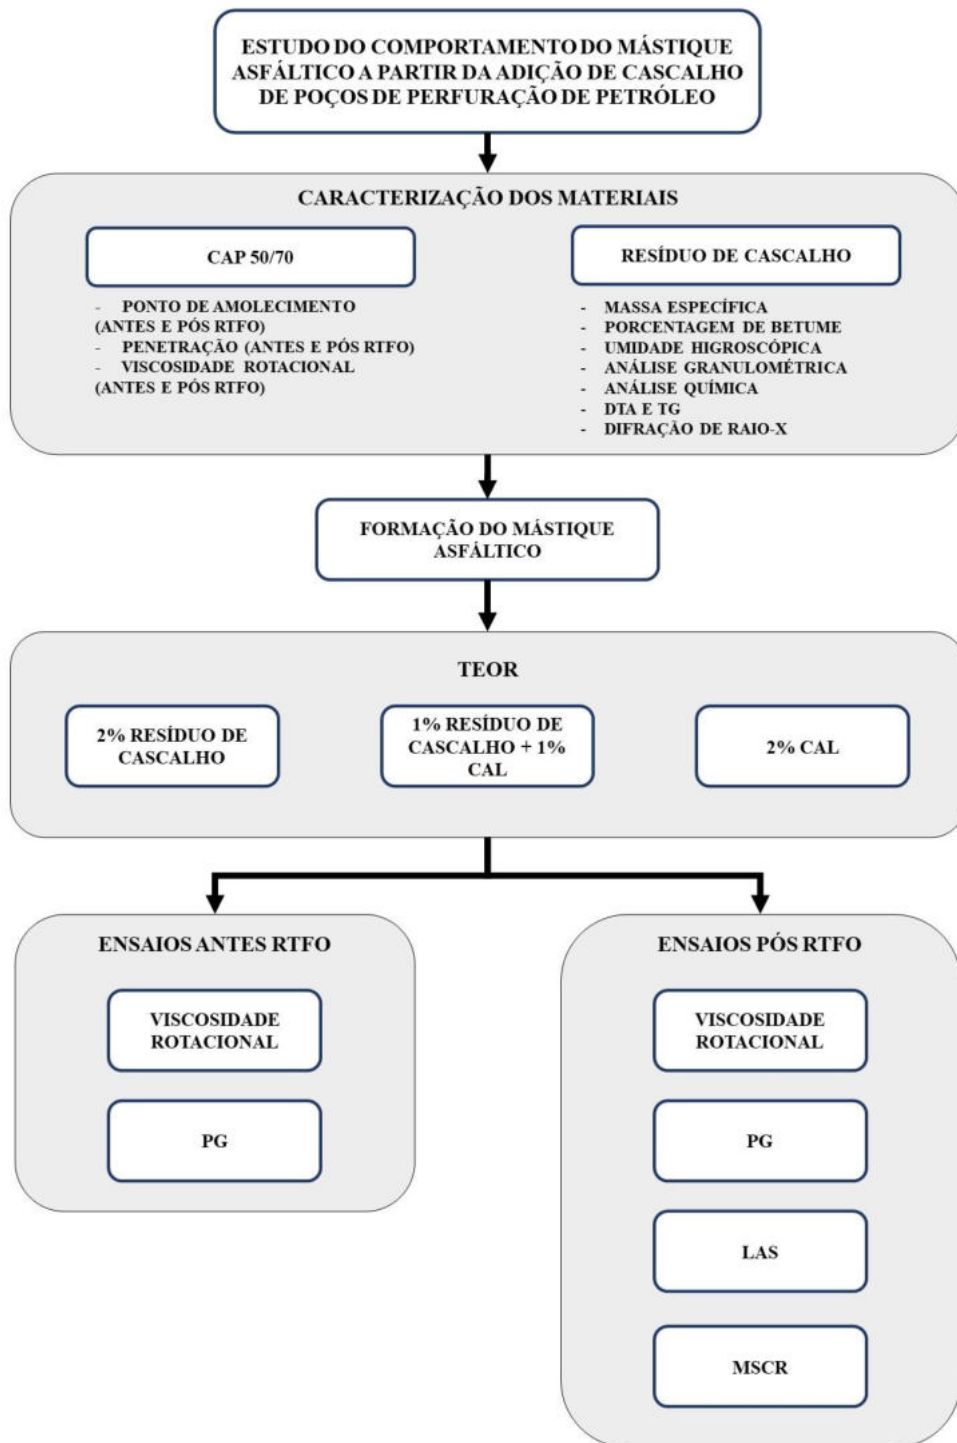 ESTUDO DO COMPORTAMENTO DO MÁSTIQUE
ASFÁLTICO A PARTIR DA ADIÇÃO DE CASCALHO
DE POÇOS DE PERFURAÇÃO DE PETRÓLEO
CARACTERIZAÇÃO DOS MATERIAIS
CAP 50/70
- PONTO DE AMOLECIMENTO
(ANTES E PÓS RTFO)
- PENETRAÇÃO (ANTES E PÓS RTFO)
- VISCOSIDADE ROTACIONAL
(ANTES E PÓS RTFO)
RESÍDUO DE CASCALHO
- MASSA ESPECÍFICA
- PORCENTAGEM DE BETUME
- UMIDADE HIGROSCÓPICA
- ANÁLISE GRANULOMÉTRICA
- ANÁLISE QUÍMICA
- DTA E TG
- DIFRAÇÃO DE RAIO-X
FORMAÇÃO DO MÁSTIQUE
ASFÁLTICO
TEOR
2% RESÍDUO DE
CASCALHO
1% RESÍDUO DE
CASCALHO + 1%
CAL
2% CAL
ENSAIOS ANTES RTFO
VISCOSIDADE
ROTACIONAL
PG
ENSAIOS PÓS RTFO
VISCOSIDADE
ROTACIONAL
PG
LAS
MSCR